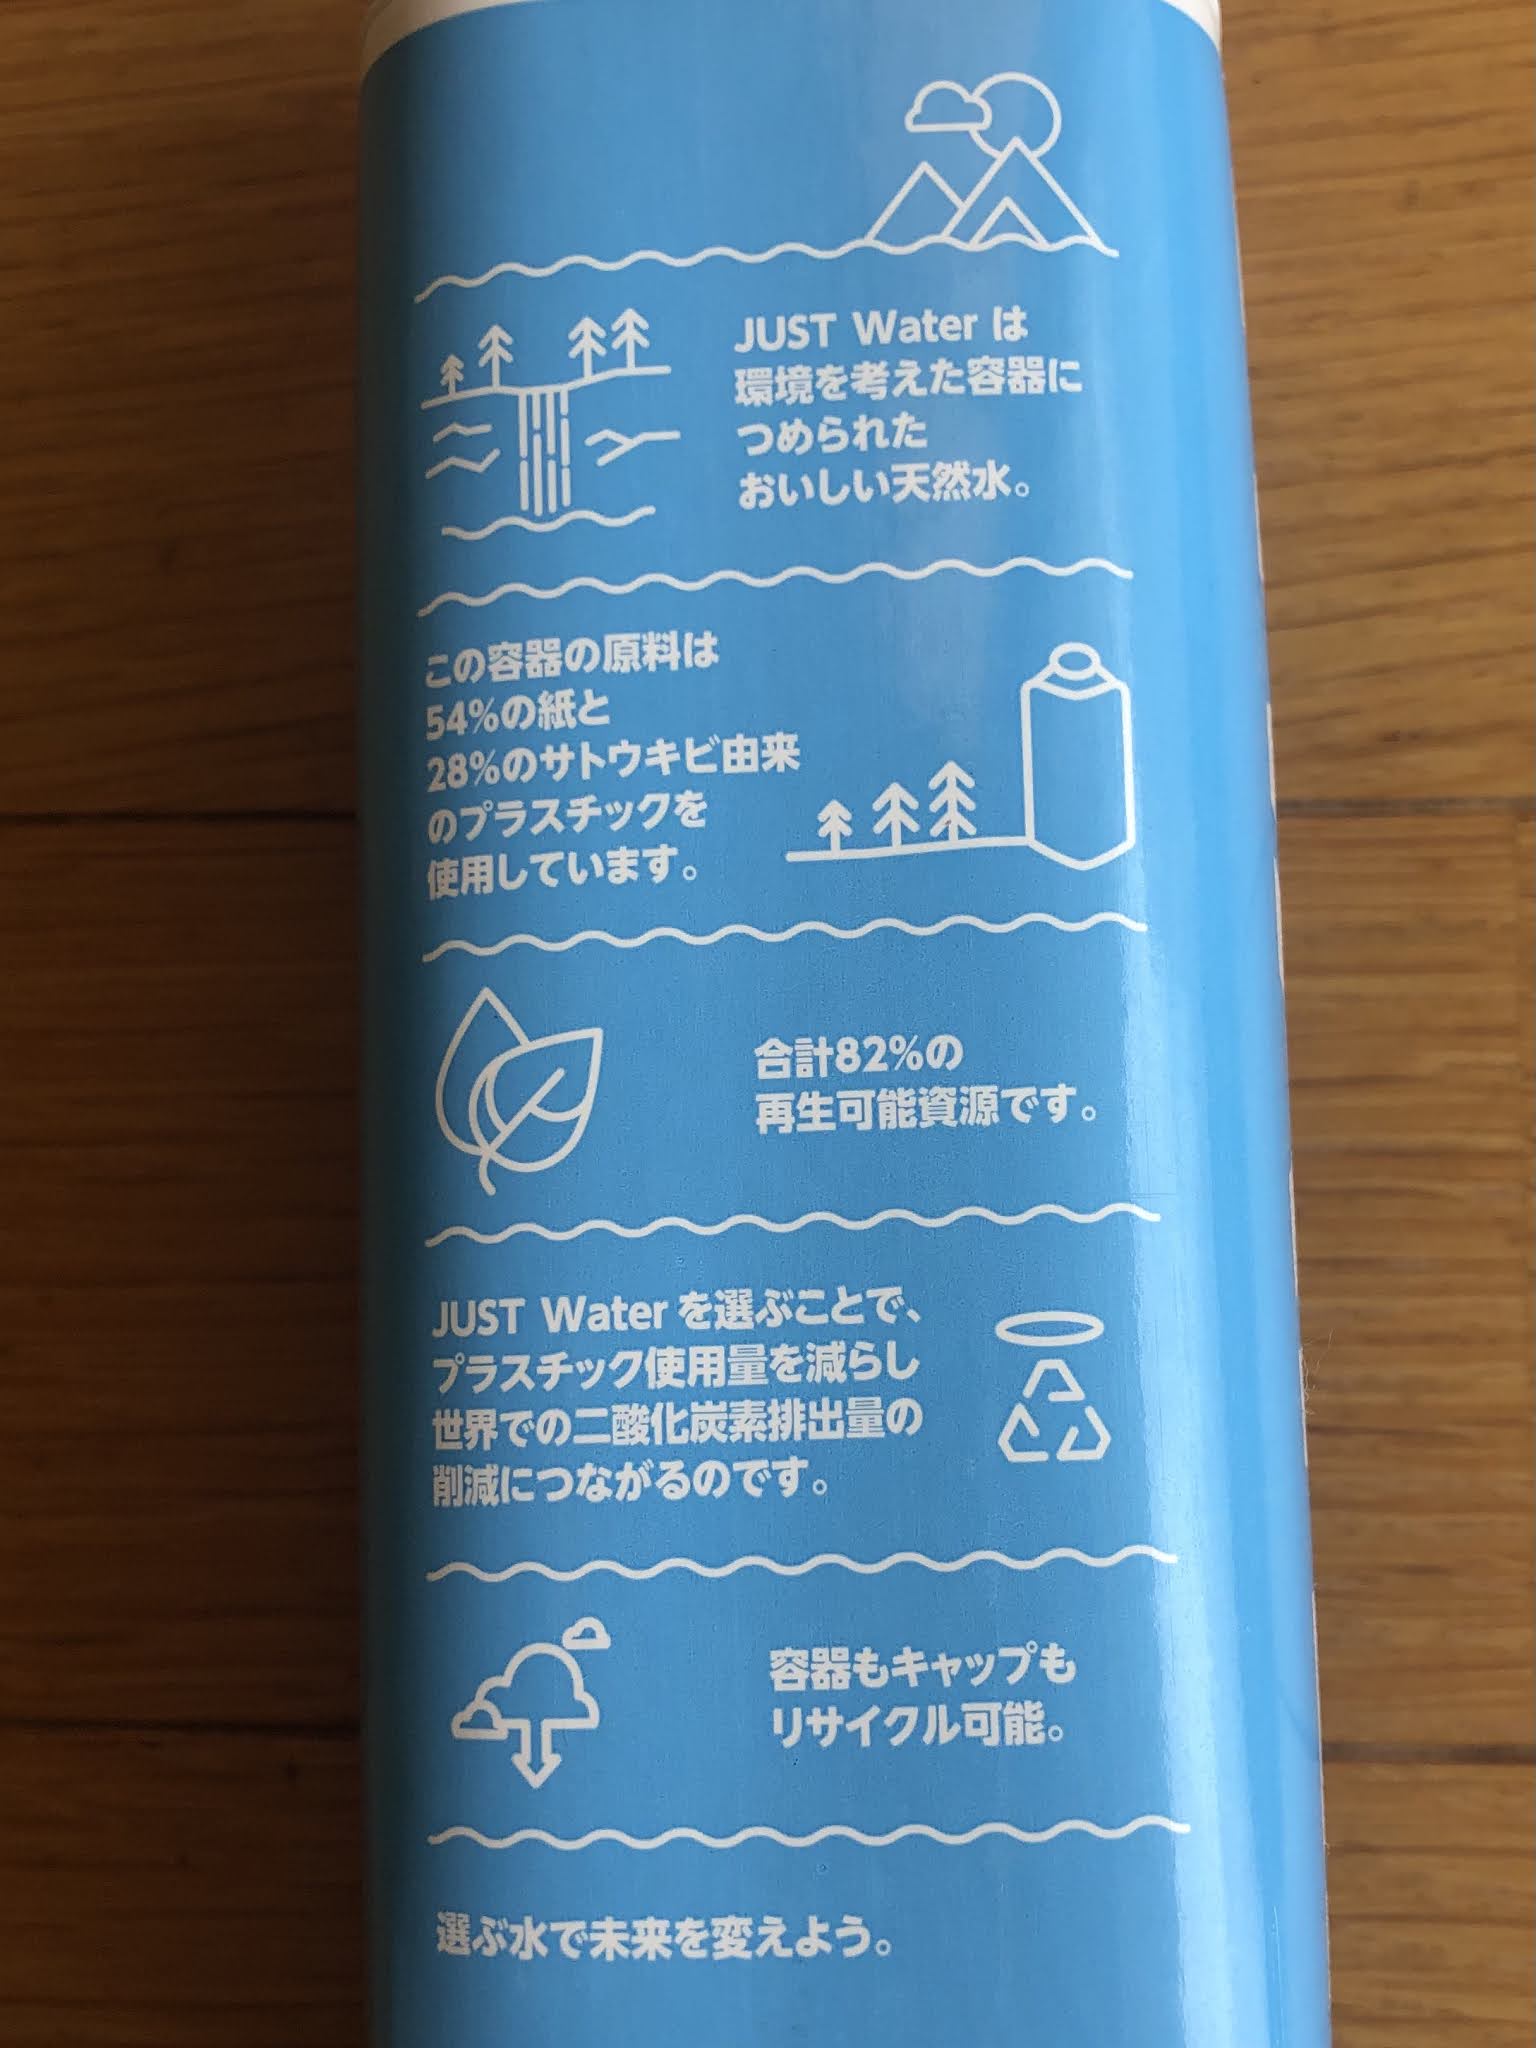 JUST Water は
環境を考えた容器に
つめられた
おいしい天然水。
この容器の原料は
54%の紙と
28%のサトウキビ由来
のプラスチックを
使用しています。
合計82%の
再生可能資源です。
JUST Water を選ぶことで、
プラスチック使用量を減らし
世界での二酸化炭素排出量の
削減につながるのです。
容器もキャップも
リサイクル可能。
選ぶ水で未来を変えよう。